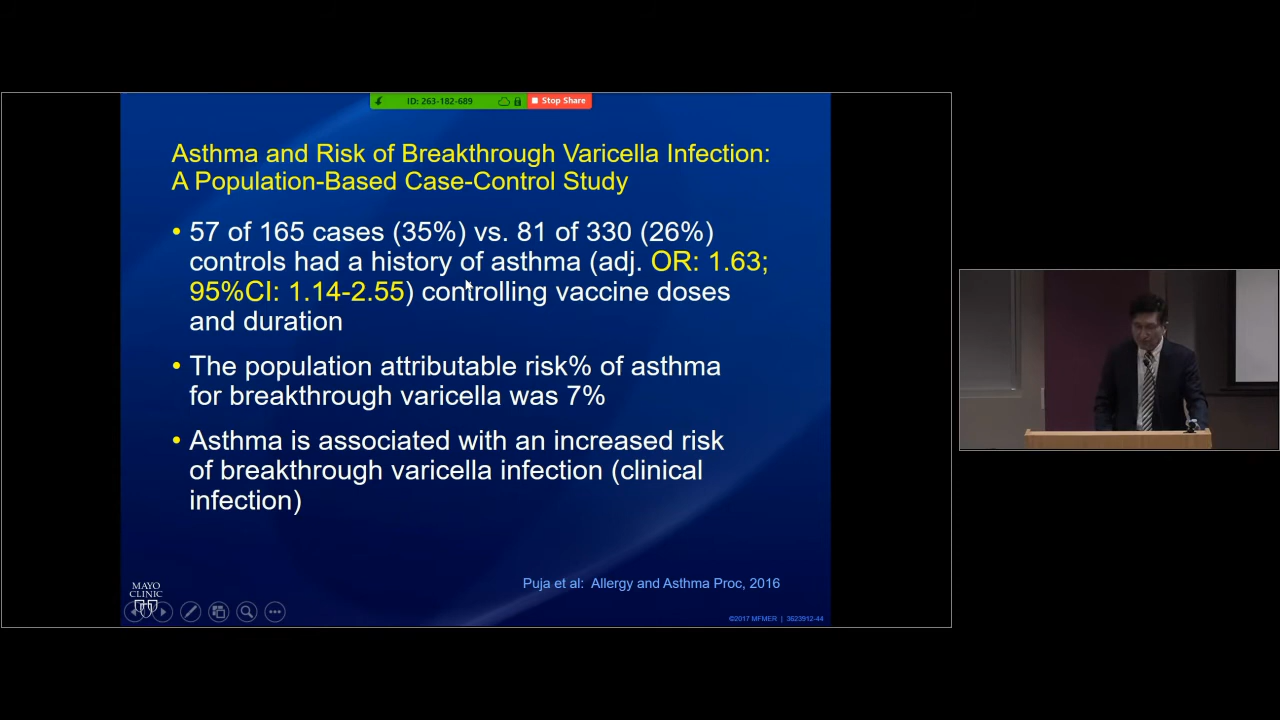 ID: 263-182-689
Stop Share
Asthma and Risk of Breakthrough Varicella Infection:
A Population-Based Case-Control Study
• 57 of 165 cases (35%) vs. 81 of 330 (26%)
controls had a history of asthma (adj. OR: 1.63;
95%CI: 1.14-2.55) controlling vaccine doses
and duration
• The population attributable risk% of asthma
for breakthrough varicella was 7%
• Asthma is associated with an increased risk
of breakthrough varicella infection (clinical
infection)
Puja et al: Allergy and Asthma Proc, 2016
MAYO
CLINIC
©2017 MFMER | 3623912-44